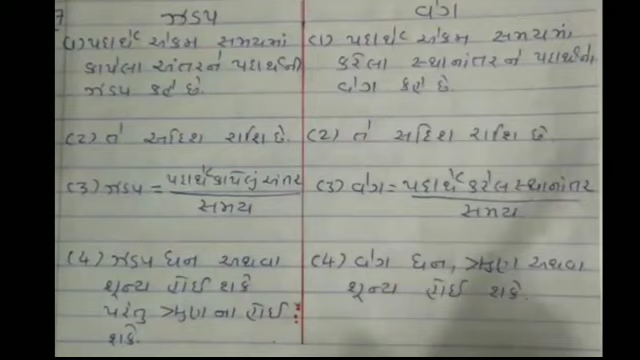 7 ઝડપ
(1) પદાર્થે એકમ સમયમાં
કાપેલા અંતરને પદાર્થની
ઝડપ કહે છે.
(2) તે અદિશ રાશિ છે.
(3) ઝડપ = પદાર્થે કાપેલું અંતર
સમય
(4) ઝડપ ધન અથવા
શૂન્ય હોઈ શકે
પરંતુ ઋણ ના હોઈ
શકે.
વેગ
(1) પદાર્થે એકમ સમયમાં
કરેલા સ્થાનાંતરને પદાર્થનો
વેગ કહે છે.
(2) તે સદિશ રાશિ છે
(3) વેગ = પદાર્થે કરેલ સ્થાનાંતર
સમય
(4) વેગ ધન, ઋણ અથવા
શૂન્ય હોઈ શકે.